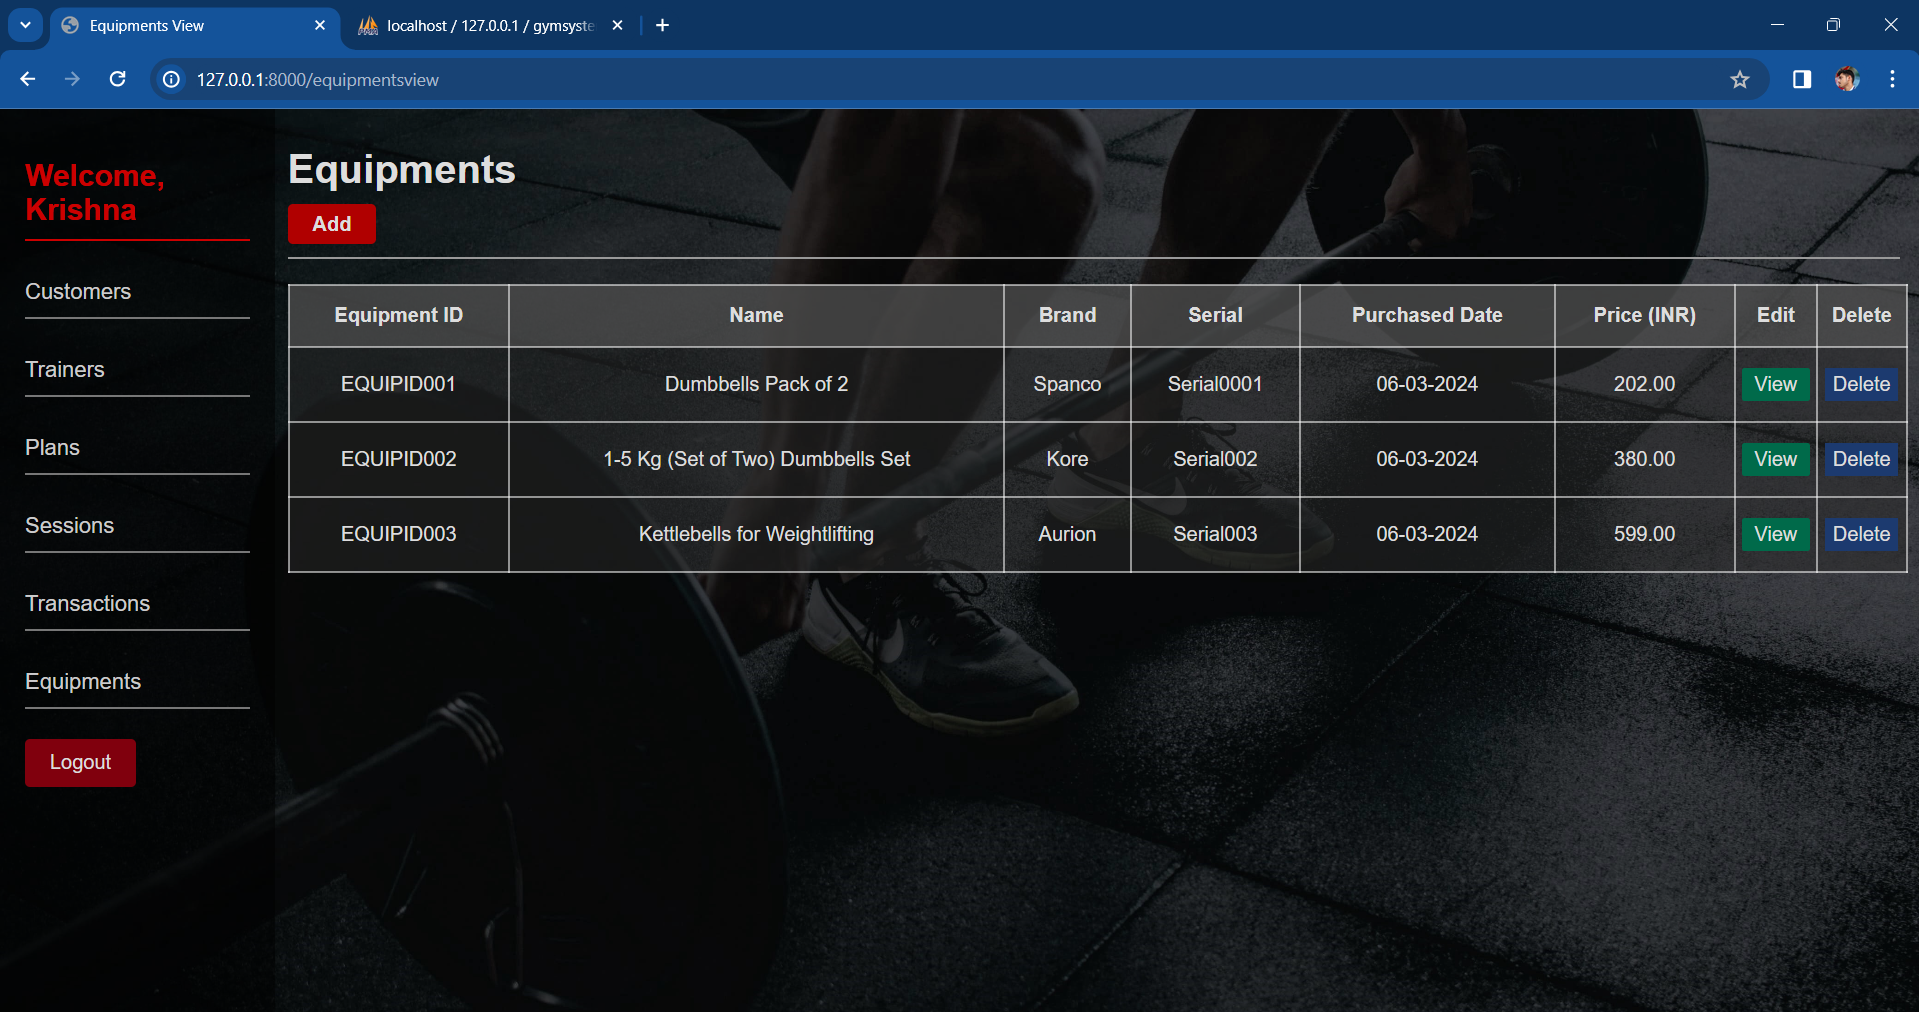 Equipments View
localhost / 127.0.0.1 / gymsyste
127.0.0.1:8000/equipmentsview
Welcome,
Krishna
Customers
Trainers
Plans
Sessions
Transactions
Equipments
Logout
Equipments
Add
Equipment ID Name Brand Serial Purchased Date Price (INR) Edit Delete
EQUIPID001 Dumbbells Pack of 2 Spanco Serial0001 06-03-2024 202.00 View Delete
EQUIPID002 1-5 Kg (Set of Two) Dumbbells Set Kore Serial002 06-03-2024 380.00 View Delete
EQUIPID003 Kettlebells for Weightlifting Aurion Serial003 06-03-2024 599.00 View Delete